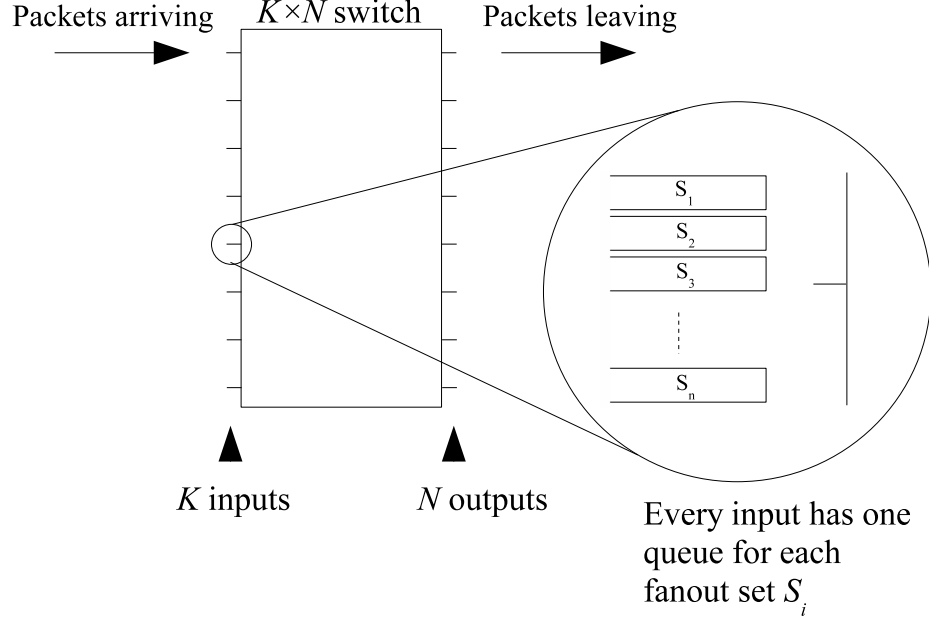 Packets arriving
K×N switch
Packets leaving
S1
S2
S3
Sn
K inputs
N outputs
Every input has one
queue for each
fanout set Si